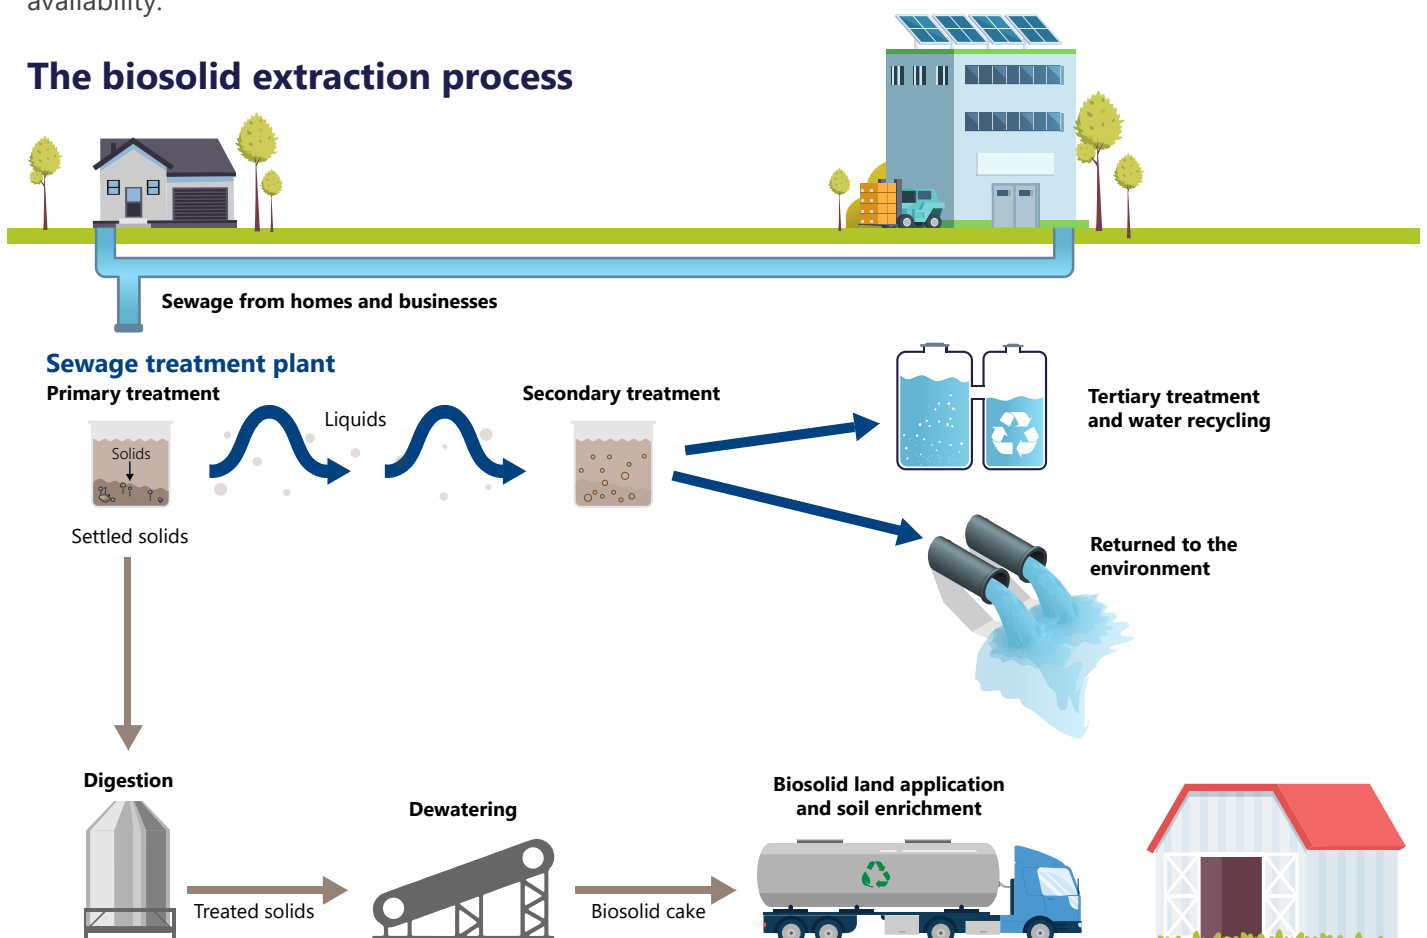 availability.
The biosolid extraction process
Sewage from homes and businesses
Sewage treatment plant
Primary treatment
Liquids
Secondary treatment
Solids
Tertiary treatment
and water recycling
Settled solids
Returned to the
environment
Digestion
Dewatering
Biosolid land application
and soil enrichment
Treated solids
Biosolid cake